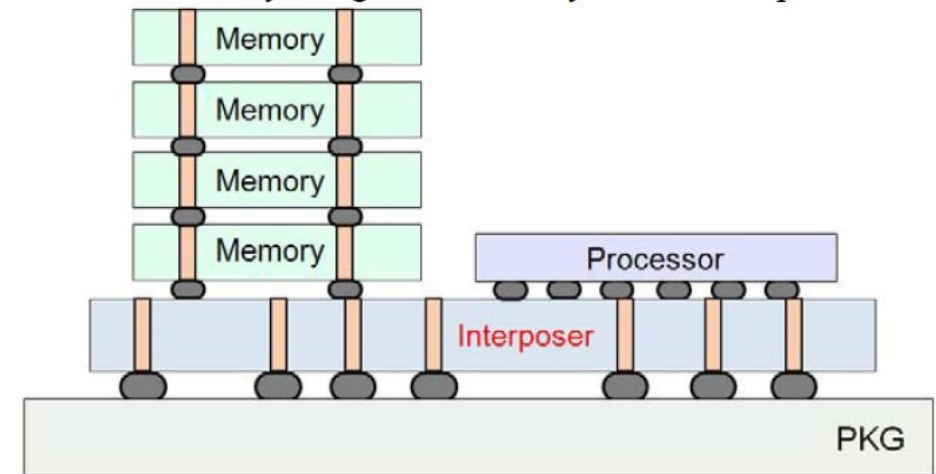 Memory
Memory
Memory
Memory
Processor
Interposer
PKG